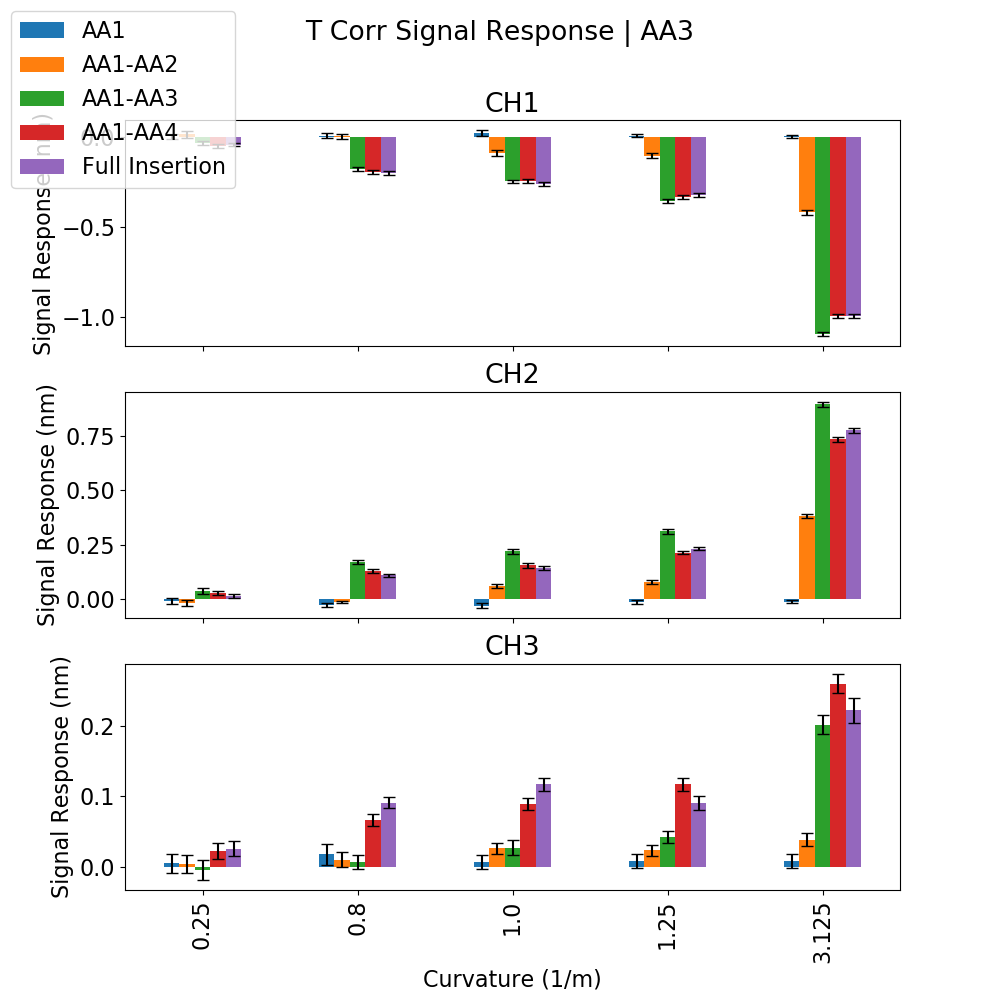 T Corr Signal Response | AA3
AA1
AA1-AA2
AA1-AA3
AA1-AA4
Full Insertion
CH1
Signal Response (nm)
0.0
−0.5
−1.0
CH2
Signal Response (nm)
0.75
0.50
0.25
0.00
CH3
Signal Response (nm)
0.2
0.1
0.0
0.25
0.8
1.0
1.25
3.125
Curvature (1/m)